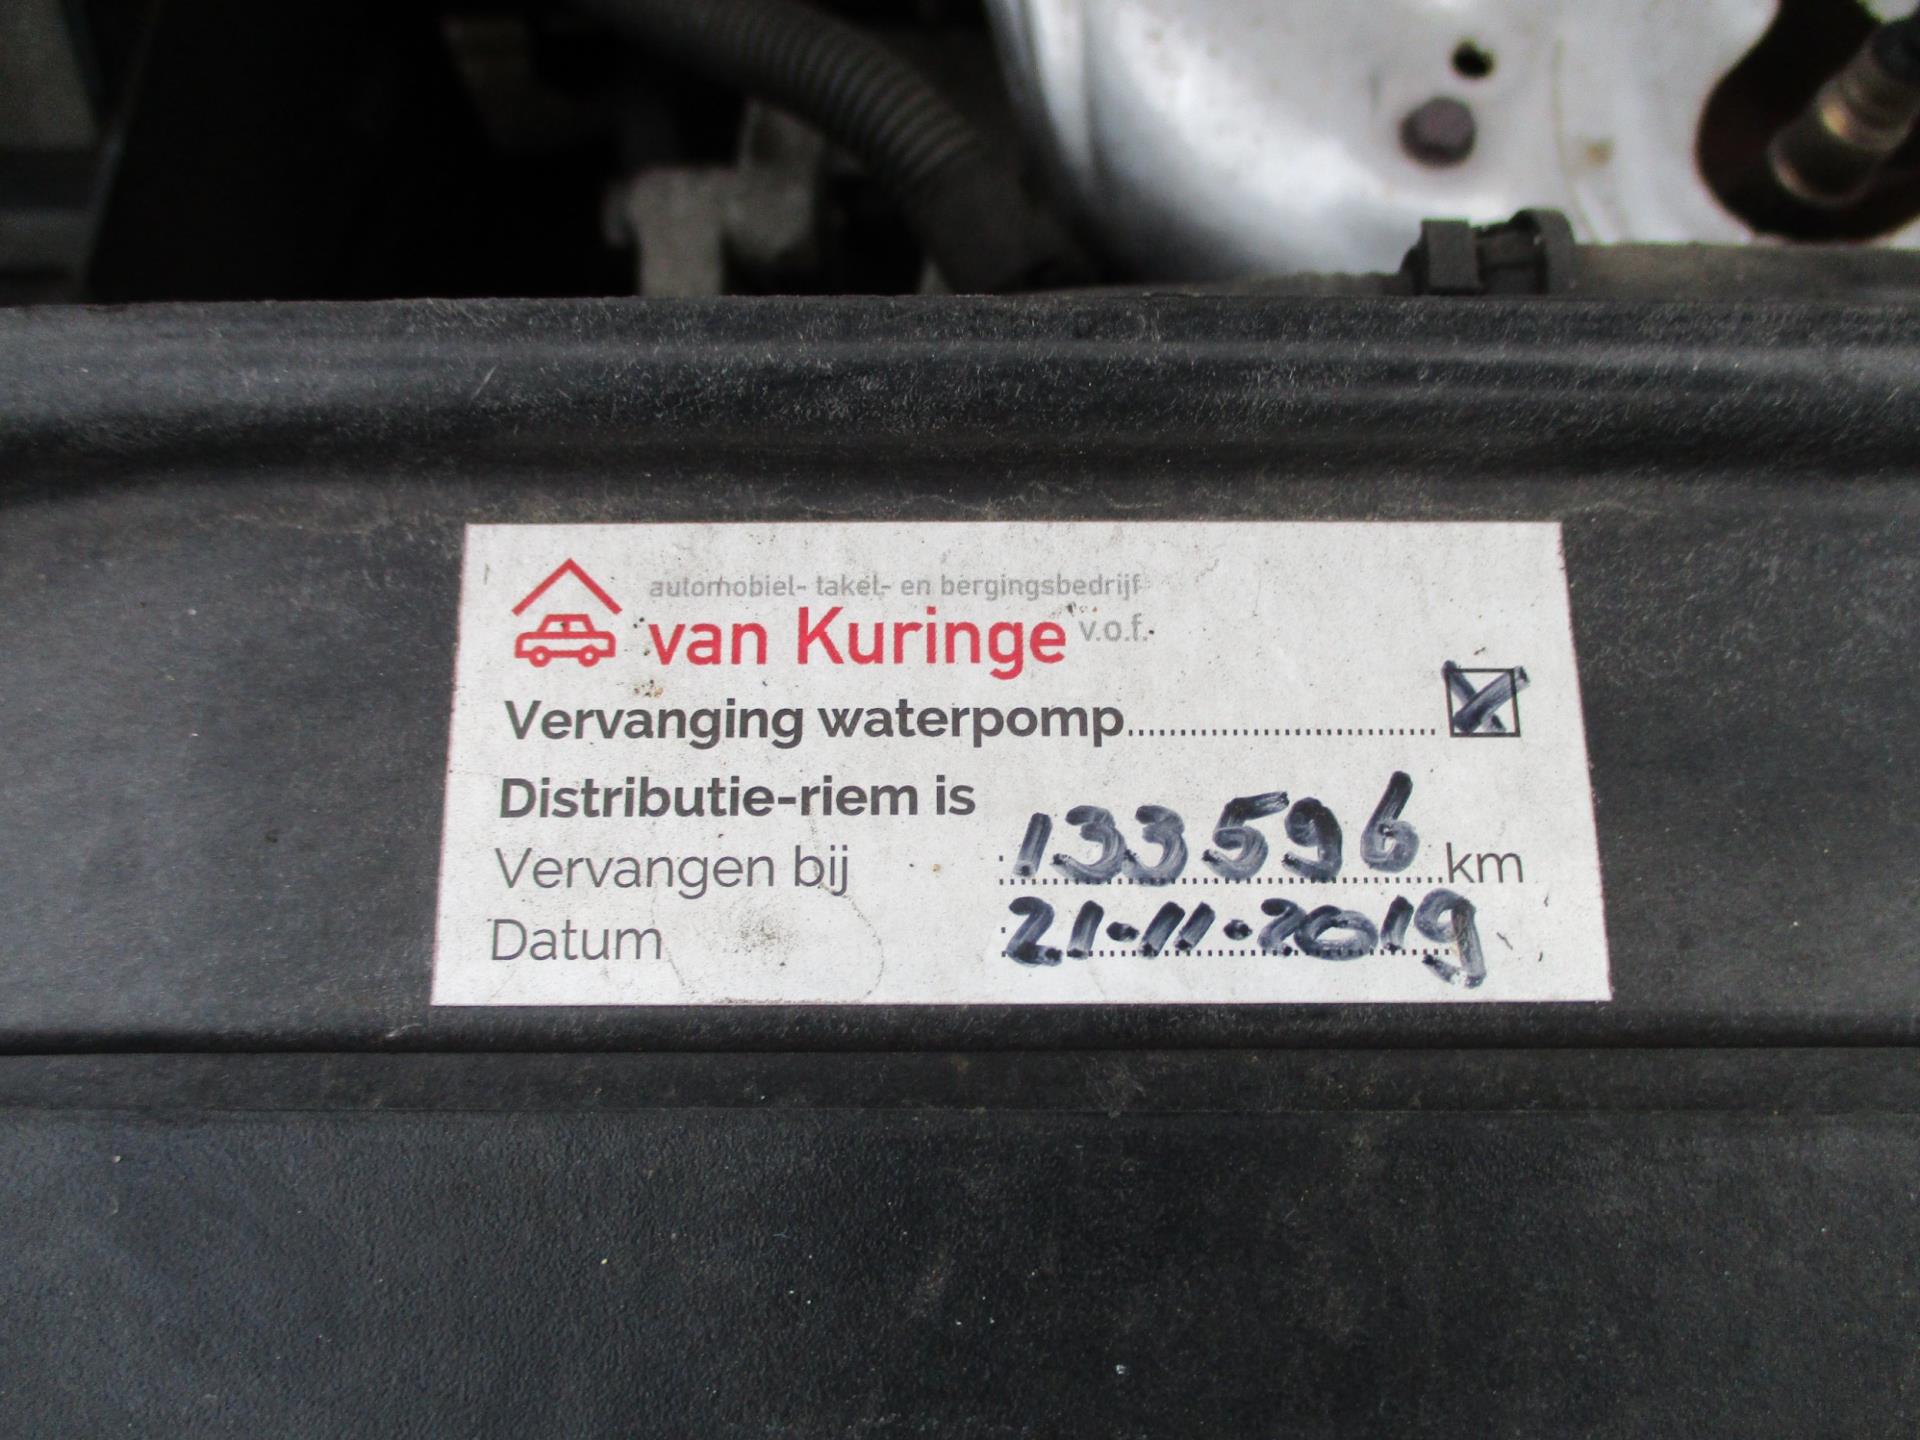 automobiel- takel- en bergingsbedrijf
van Kuringe v.o.f.
Vervanging waterpomp..............................
Distributie-riem is
Vervangen bij : 133596 km
Datum : 21-11-2019